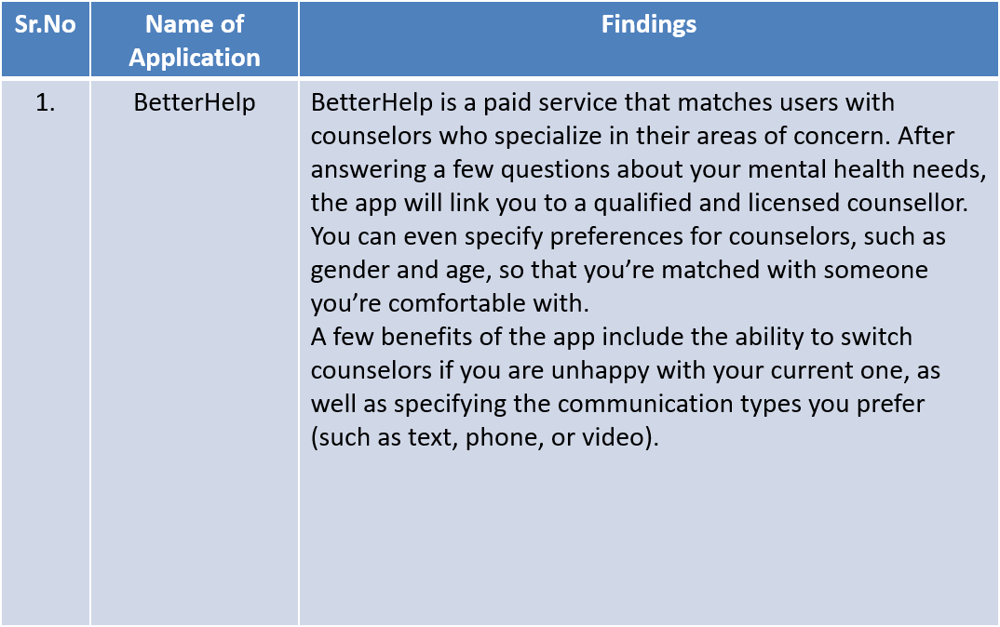 Sr.No
Name of
Application
Findings
1.
BetterHelp
BetterHelp is a paid service that matches users with
counselors who specialize in their areas of concern. After
answering a few questions about your mental health needs,
the app will link you to a qualified and licensed counsellor.
You can even specify preferences for counselors, such as
gender and age, so that you’re matched with someone
you’re comfortable with.
A few benefits of the app include the ability to switch
counselors if you are unhappy with your current one, as
well as specifying the communication types you prefer
(such as text, phone, or video).